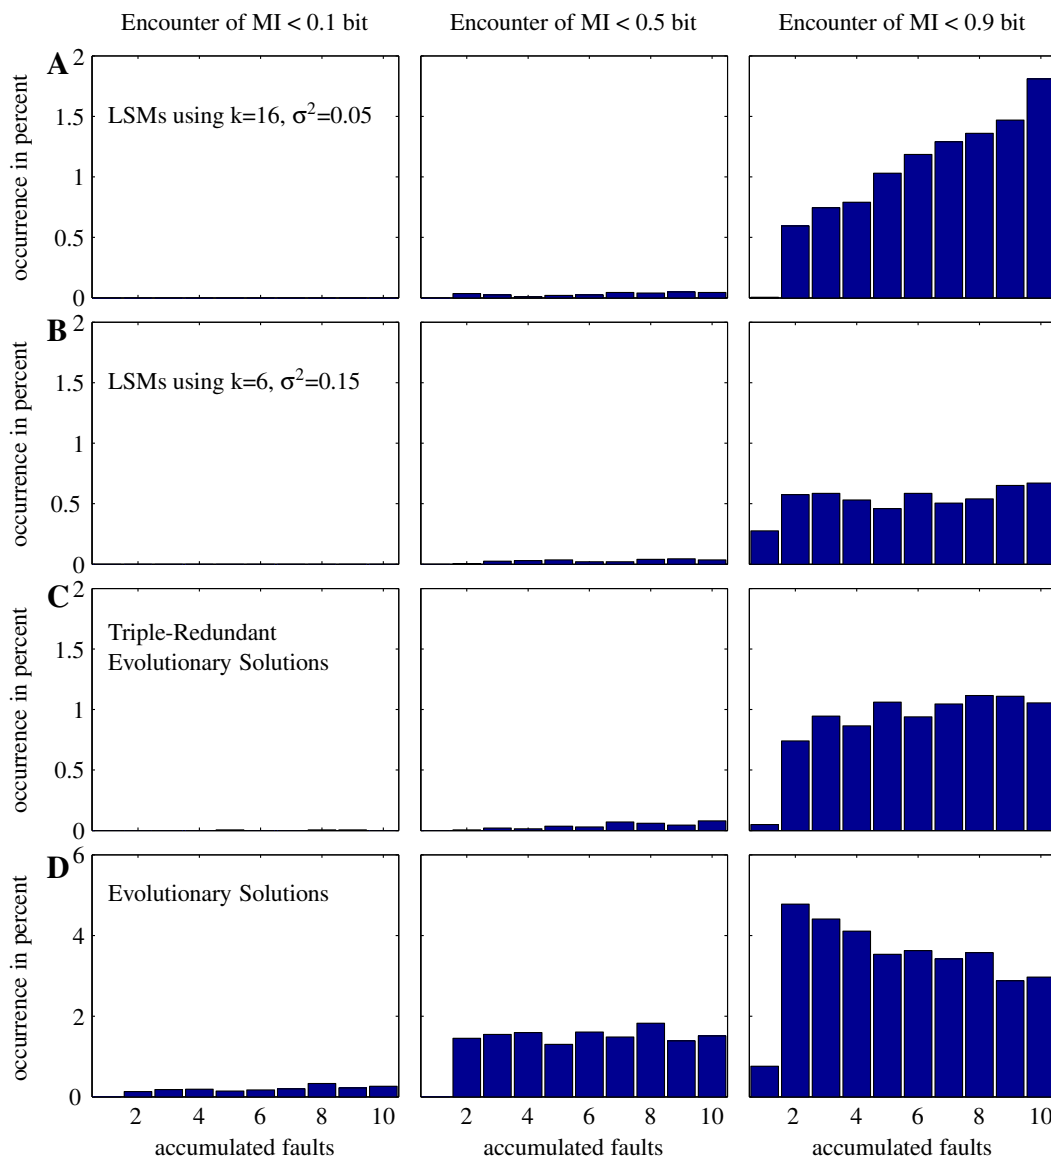 Encounter of MI < 0.1 bit
Encounter of MI < 0.5 bit
Encounter of MI < 0.9 bit
A
occurrence in percent
2
1.5
1
0.5
0
LSMs using k=16, σ²=0.05
B
occurrence in percent
2
1.5
1
0.5
0
LSMs using k=6, σ²=0.15
C
occurrence in percent
2
1.5
1
0.5
0
Triple-Redundant
Evolutionary Solutions
D
occurrence in percent
6
4
2
0
Evolutionary Solutions
2 4 6 8 10
2 4 6 8 10
2 4 6 8 10
accumulated faults
accumulated faults
accumulated faults